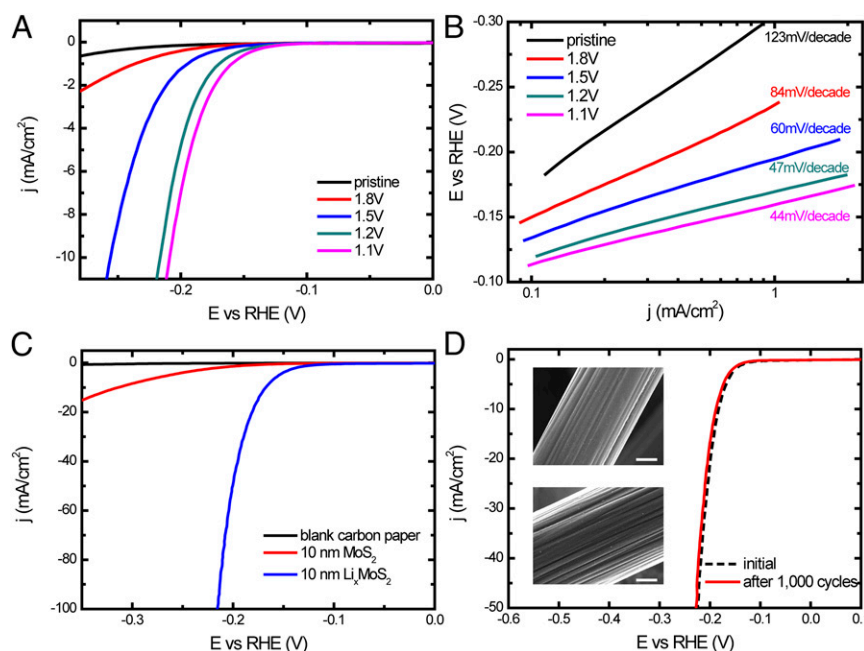 A
0
-2
-4
-6
-8
-10
j (mA/cm²)
pristine
1.8V
1.5V
1.2V
1.1V
-0.2
-0.1
0.0
E vs RHE (V)
B
-0.30
-0.25
-0.20
-0.15
-0.10
E vs RHE (V)
pristine
1.8V
1.5V
1.2V
1.1V
123mV/decade
84mV/decade
60mV/decade
47mV/decade
44mV/decade
0.1
1
j (mA/cm²)
C
0
-20
-40
-60
-80
-100
j (mA/cm²)
blank carbon paper
10 nm MoS₂
10 nm LiₓMoS₂
-0.3
-0.2
-0.1
0.0
E vs RHE (V)
D
0
-10
-20
-30
-40
-50
j (mA/cm²)
initial
after 1,000 cycles
-0.6
-0.5
-0.4
-0.3
-0.2
-0.1
0.
E vs RHE (V)